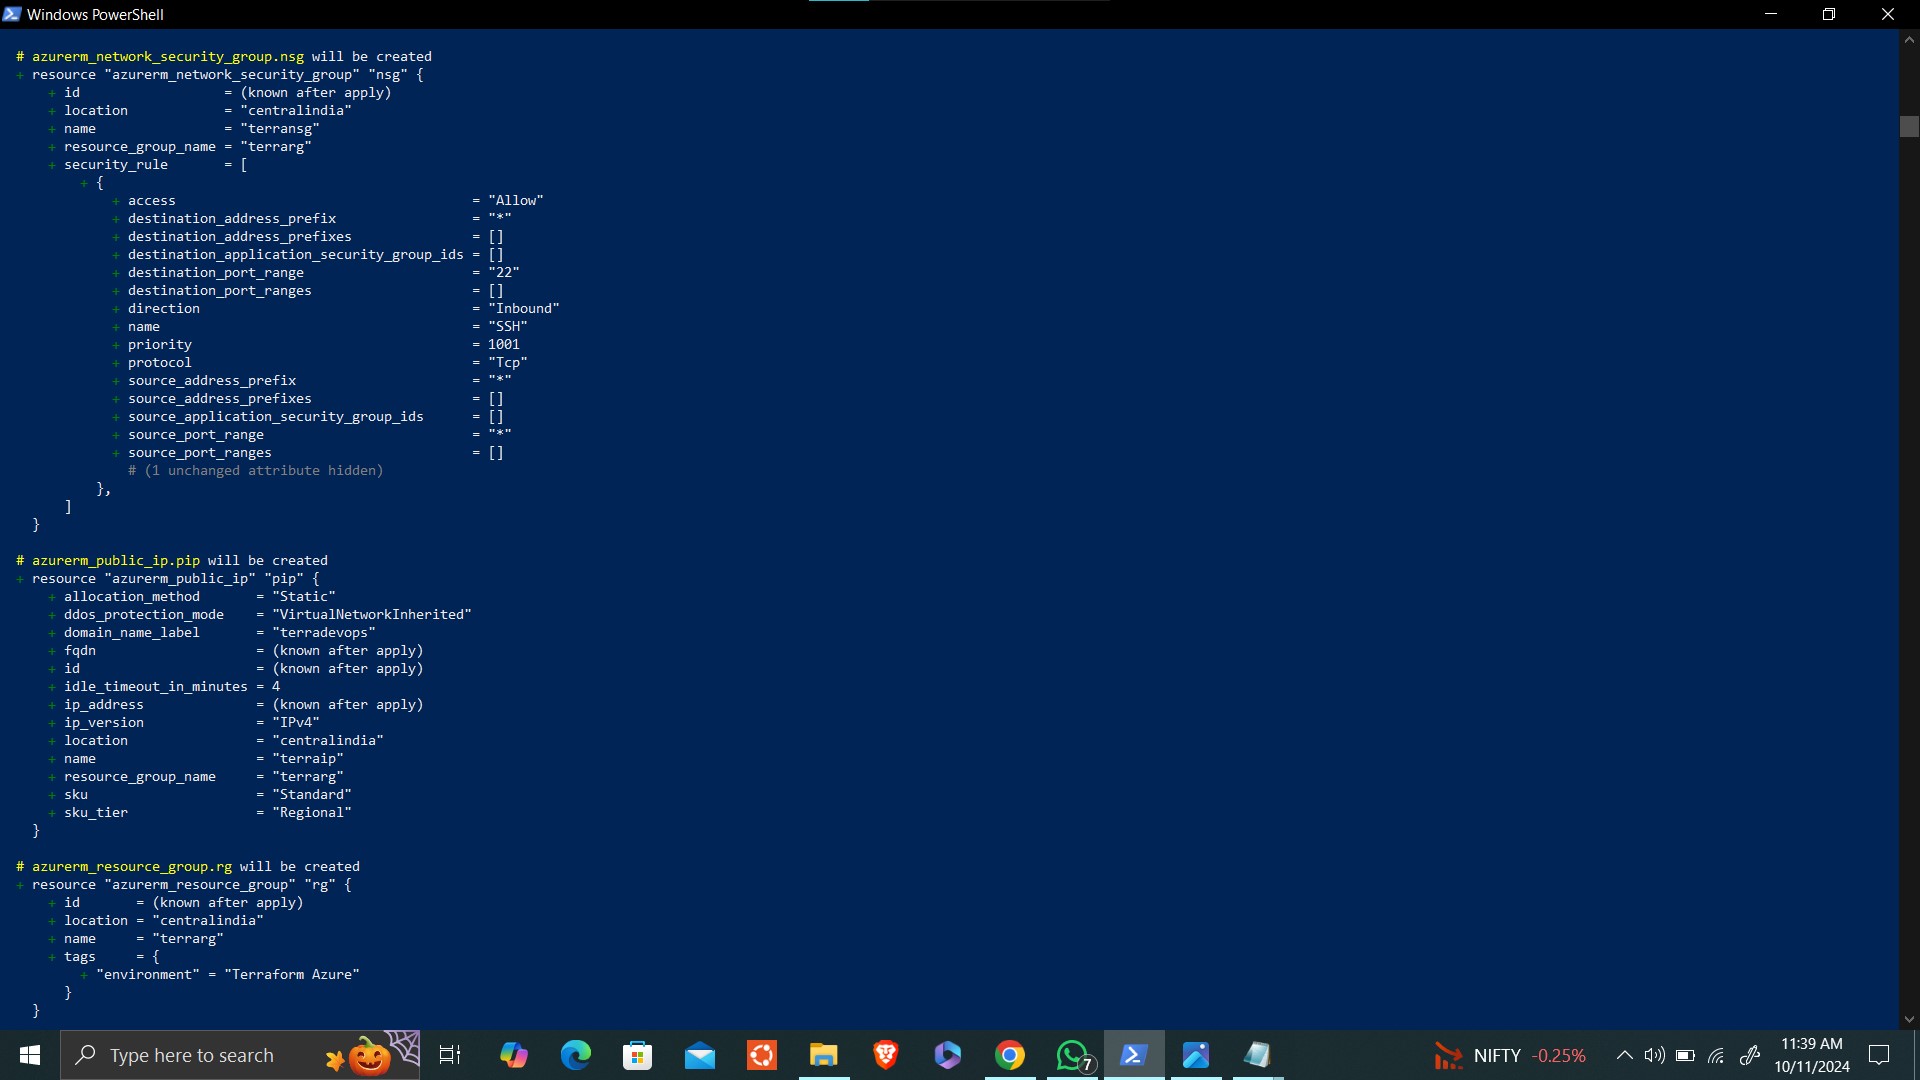 Windows PowerShell
# azurerm_network_security_group.nsg will be created
+ resource "azurerm_network_security_group" "nsg" {
+ id = (known after apply)
+ location = "centralindia"
+ name = "terransg"
+ resource_group_name = "terrarg"
+ security_rule = [
+ {
+ access = "Allow"
+ destination_address_prefix = "*"
+ destination_address_prefixes = []
+ destination_application_security_group_ids = []
+ destination_port_range = "22"
+ destination_port_ranges = []
+ direction = "Inbound"
+ name = "SSH"
+ priority = 1001
+ protocol = "Tcp"
+ source_address_prefix = "*"
+ source_address_prefixes = []
+ source_application_security_group_ids = []
+ source_port_range = "*"
+ source_port_ranges = []
# (1 unchanged attribute hidden)
},
]
}
# azurerm_public_ip.pip will be created
+ resource "azurerm_public_ip" "pip" {
+ allocation_method = "Static"
+ ddos_protection_mode = "VirtualNetworkInherited"
+ domain_name_label = "terradevops"
+ fqdn = (known after apply)
+ id = (known after apply)
+ idle_timeout_in_minutes = 4
+ ip_address = (known after apply)
+ ip_version = "IPv4"
+ location = "centralindia"
+ name = "terraip"
+ resource_group_name = "terrarg"
+ sku = "Standard"
+ sku_tier = "Regional"
}
# azurerm_resource_group.rg will be created
+ resource "azurerm_resource_group" "rg" {
+ id = (known after apply)
+ location = "centralindia"
+ name = "terrarg"
+ tags = {
+ "environment" = "Terraform Azure"
}
}
Type here to search
7
NIFTY -0.25%
11:39 AM
10/11/2024